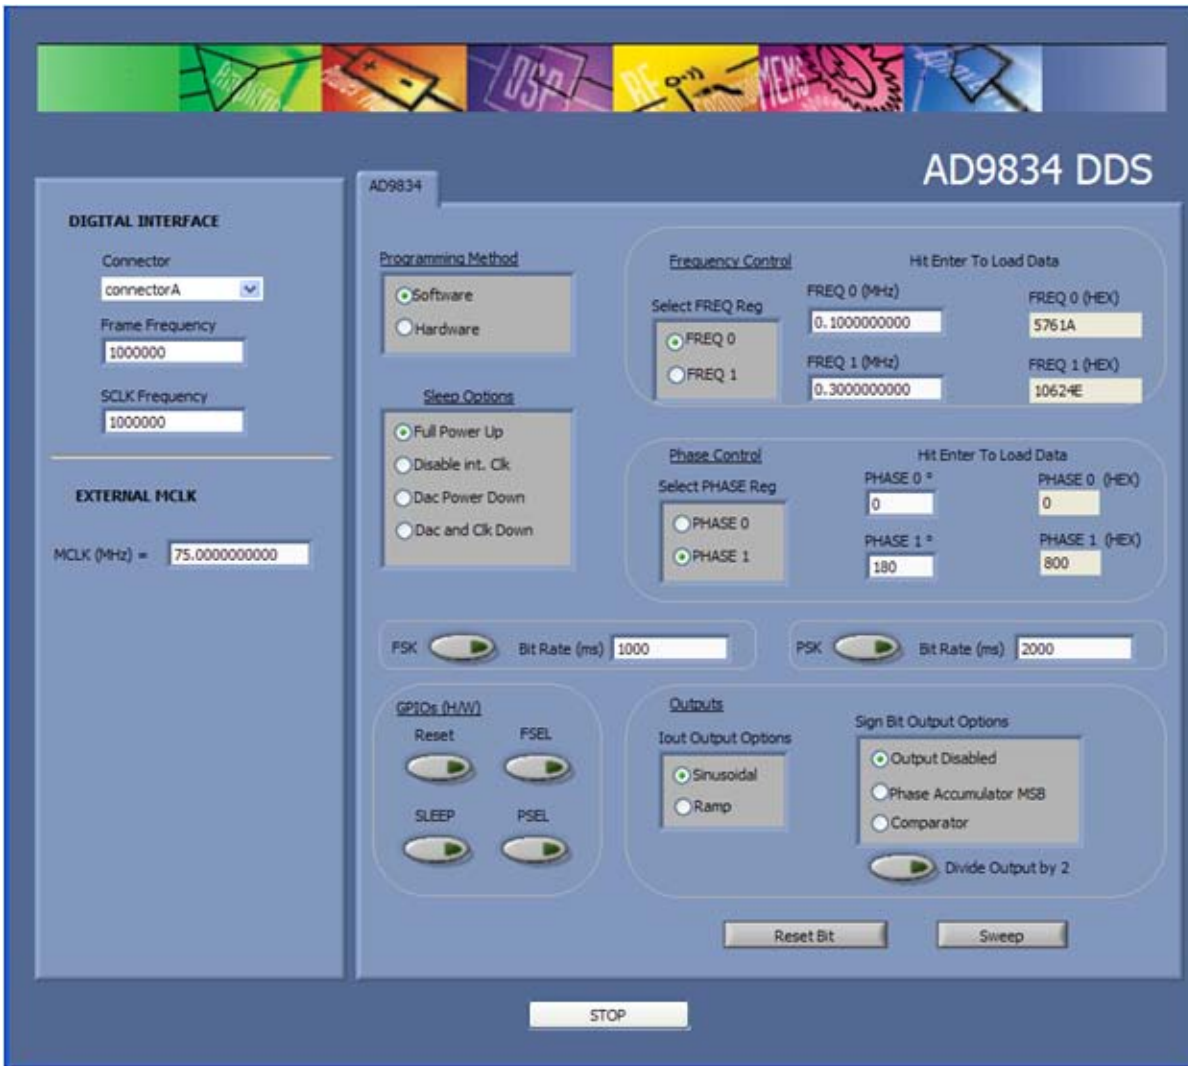 DSP
RF
MEMS
AD9834 DDS
DIGITAL INTERFACE
Connector
connectorA
Frame Frequency
1000000
SCLK Frequency
1000000
EXTERNAL MCLK
MCLK (MHz) = 75.0000000000
AD9834
Programming Method
Software
Hardware
Sleep Options
Full Power Up
Disable int. Clk
Dac Power Down
Dac and Clk Down
Frequency Control
Hit Enter To Load Data
Select FREQ Reg
FREQ 0
FREQ 1
FREQ 0 (MHz)
0.1000000000
FREQ 1 (MHz)
0.3000000000
FREQ 0 (HEX)
5761A
FREQ 1 (HEX)
10624E
Phase Control
Hit Enter To Load Data
Select PHASE Reg
PHASE 0
PHASE 1
PHASE 0 °
0
PHASE 1 °
180
PHASE 0 (HEX)
0
PHASE 1 (HEX)
800
FSK
Bit Rate (ms) 1000
PSK
Bit Rate (ms) 2000
GPIOs (H/W)
Reset
FSEL
SLEEP
PSEL
Outputs
Iout Output Options
Sinusoidal
Ramp
Sign Bit Output Options
Output Disabled
Phase Accumulator MSB
Comparator
Divide Output by 2
Reset Bit
Sweep
STOP